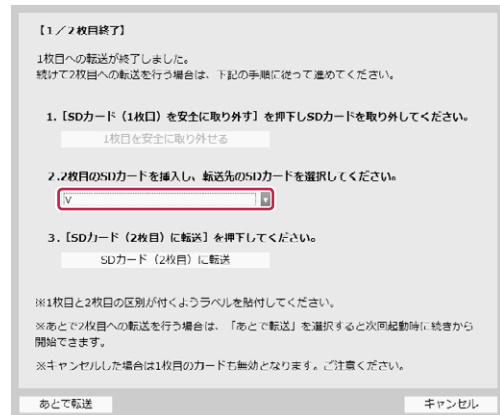 【1／2枚目終了】
1枚目への転送が終了しました。
続けて2枚目への転送を行う場合は、下記の手順に従って進めてください。
1.［SDカード（1枚目）を安全に取り外す］を押下しSDカードを取り外してください。
1枚目を安全に取り外せる
2.2枚目のSDカードを挿入し、転送先のSDカードを選択してください。
V
3.［SDカード（2枚目）に転送］を押下してください。
SDカード（2枚目）に転送
※1枚目と2枚目の区別が付くようラベルを貼付してください。
※あとで2枚目への転送を行う場合は、「あとで転送」を選択すると次回起動時に続きから
開始できます。
※キャンセルした場合は1枚目のカードも無効となります。ご注意ください。
あとで転送
キャンセル